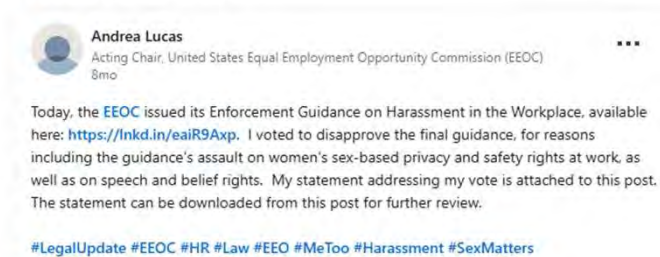 Andrea Lucas
Acting Chair, United States Equal Employment Opportunity Commission (EEOC)
8mo
Today, the EEOC issued its Enforcement Guidance on Harassment in the Workplace, available
here: https://lnkd.in/eaiR9Axp. I voted to disapprove the final guidance, for reasons
including the guidance's assault on women's sex-based privacy and safety rights at work, as
well as on speech and belief rights. My statement addressing my vote is attached to this post.
The statement can be downloaded from this post for further review.
#LegalUpdate #EEOC #HR #Law #EEO #MeToo #Harassment #SexMatters